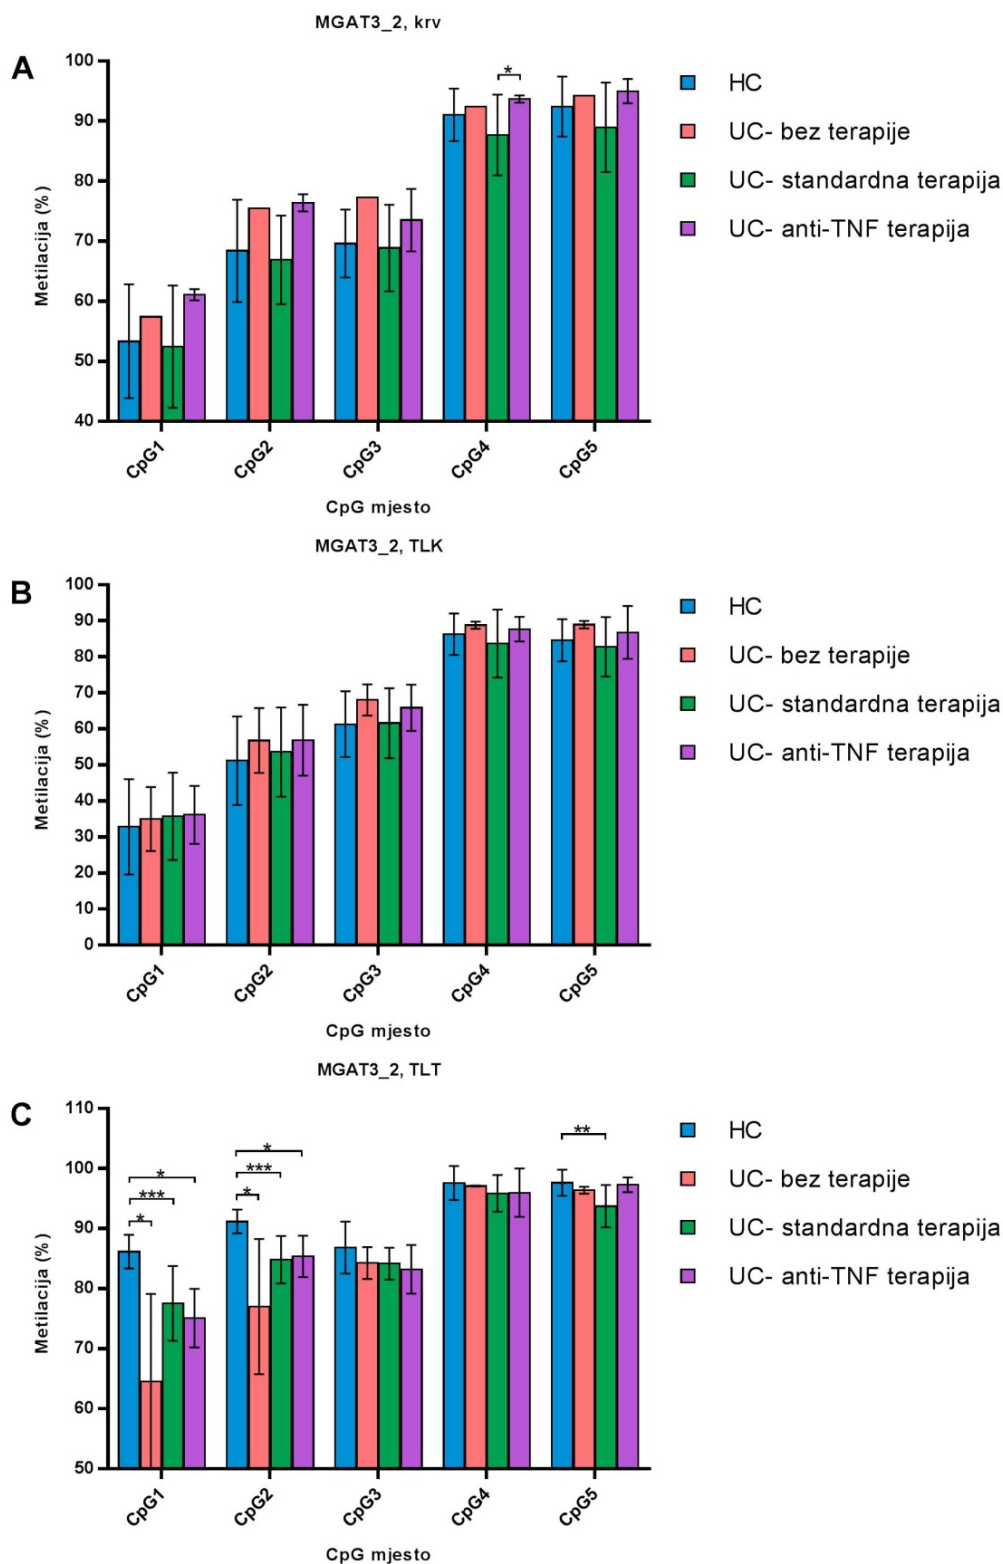 MGAT3_2, krv
A
100
90
80
70
60
50
40
Metilacija (%)
*
CpG1
CpG2
CpG3
CpG4
CpG5
CpG mjesto
HC
UC- bez terapije
UC- standardna terapija
UC- anti-TNF terapija
MGAT3_2, TLK
B
100
90
80
70
60
50
40
30
20
10
0
Metilacija (%)
CpG1
CpG2
CpG3
CpG4
CpG5
CpG mjesto
HC
UC- bez terapije
UC- standardna terapija
UC- anti-TNF terapija
MGAT3_2, TLT
C
110
100
90
80
70
60
50
Metilacija (%)
*
***
*
*
***
*
**
CpG1
CpG2
CpG3
CpG4
CpG5
CpG mjesto
HC
UC- bez terapije
UC- standardna terapija
UC- anti-TNF terapija